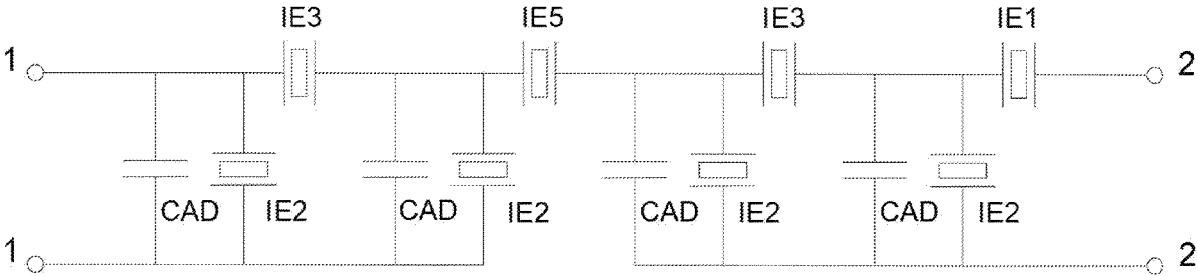 IE3 IE5 IE3 IE1
1 2
CAD IE2 CAD IE2 CAD IE2 CAD IE2
1 2